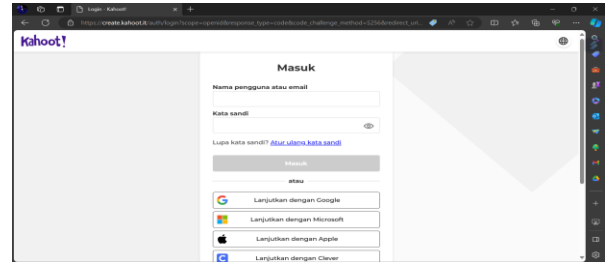 Login - Kahoot!
https://create.kahoot.it/auth/login?scope=openid&response_type=code&code_challenge_method=S256&redirect_uri...
Kahoot!
Masuk
Nama pengguna atau email
Kata sandi
Lupa kata sandi? Atur ulang kata sandi
Masuk
atau
Lanjutkan dengan Google
Lanjutkan dengan Microsoft
Lanjutkan dengan Apple
Lanjutkan dengan Clever